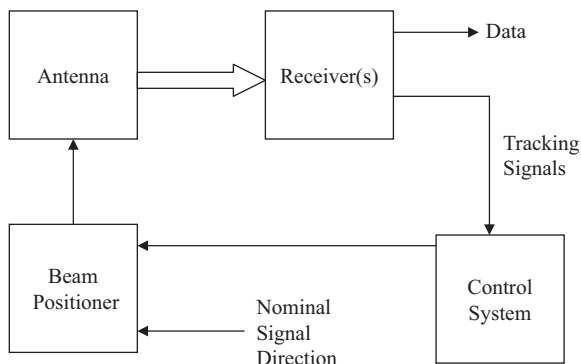 Antenna
Receiver(s)
Data
Tracking
Signals
Beam
Positioner
Nominal
Signal
Direction
Control
System